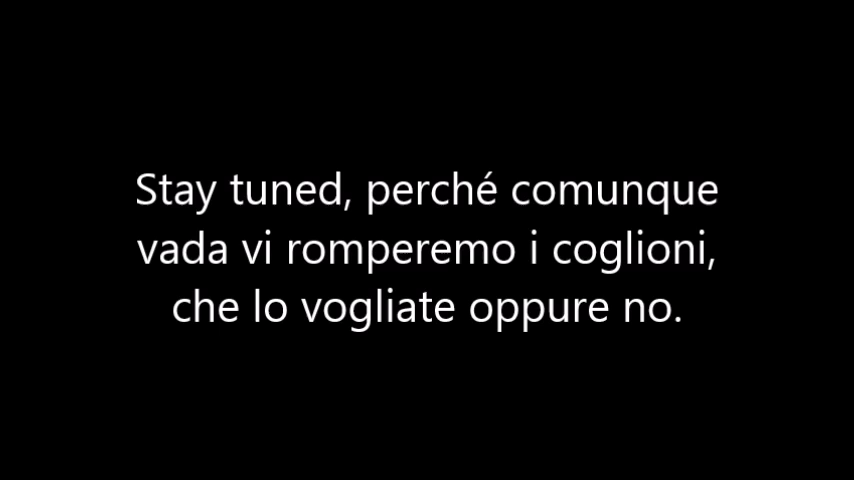 Stay tuned, perché comunque
vada vi romperemo i coglioni,
che lo vogliate oppure no.